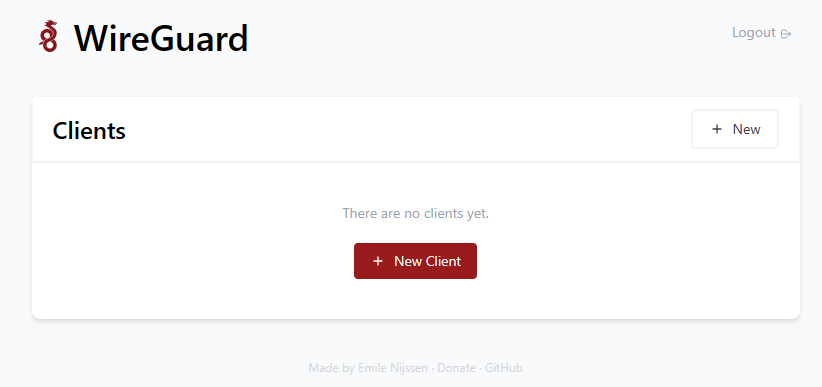 WireGuard
Logout
Clients
+ New
There are no clients yet.
+ New Client
Made by Emile Nijssen · Donate · GitHub